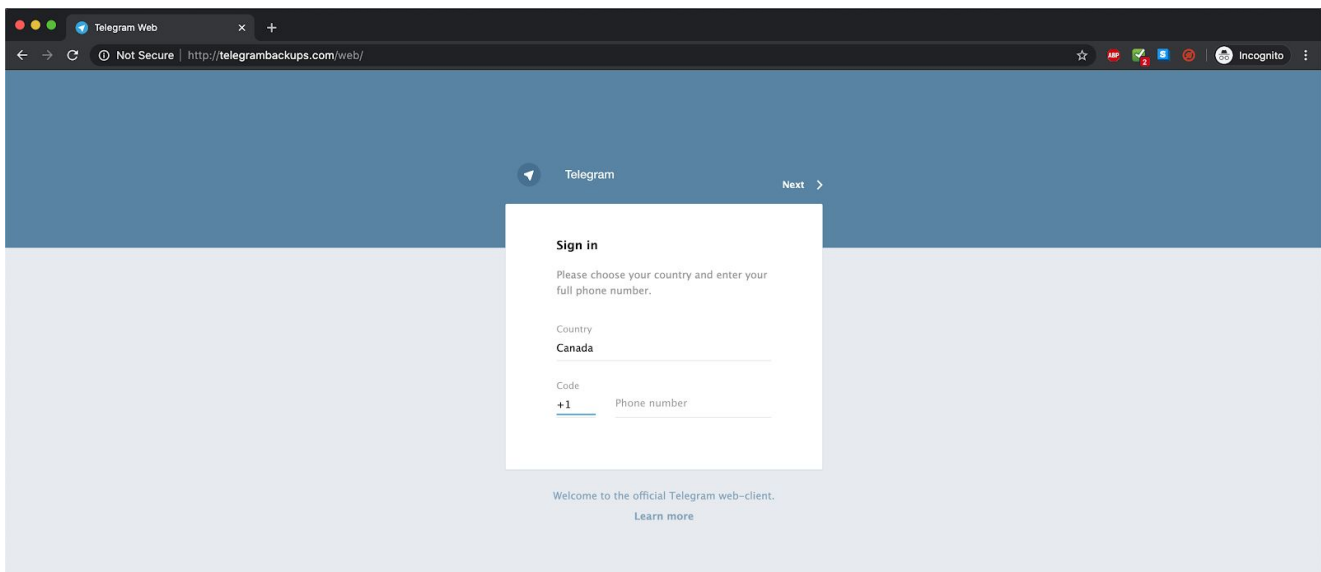 Telegram Web
Not Secure | http://telegrambackups.com/web/
ABP
2
S
Incognito
Telegram
Next
Sign in
Please choose your country and enter your
full phone number.
Country
Canada
Code
+1 Phone number
Welcome to the official Telegram web-client.
Learn more